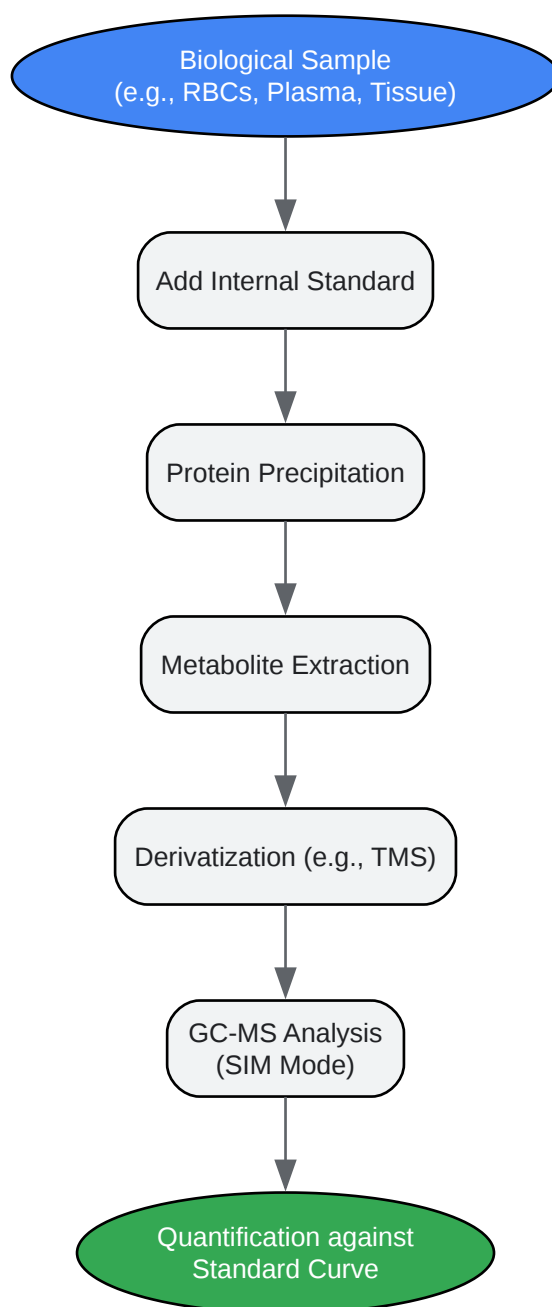 Biological Sample
(e.g., RBCs, Plasma, Tissue)
Add Internal Standard
Protein Precipitation
Metabolite Extraction
Derivatization (e.g., TMS)
GC-MS Analysis
(SIM Mode)
Quantification against
Standard Curve